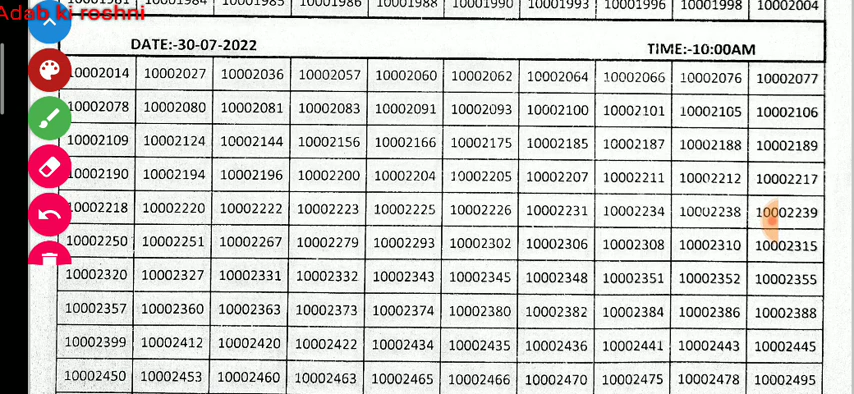 10001981 10001984 10001985 10001986 10001988 10001990 10001993 10001996 10001998 10002004
Adab ki roshni
DATE:-30-07-2022 TIME:-10:00AM
10002014 10002027 10002036 10002057 10002060 10002062 10002064 10002066 10002076 10002077
10002078 10002080 10002081 10002083 10002091 10002093 10002100 10002101 10002105 10002106
10002109 10002124 10002144 10002156 10002166 10002175 10002185 10002187 10002188 10002189
10002190 10002194 10002196 10002200 10002204 10002205 10002207 10002211 10002212 10002217
10002218 10002220 10002222 10002223 10002225 10002226 10002231 10002234 10002238 10002239
10002250 10002251 10002267 10002279 10002293 10002302 10002306 10002308 10002310 10002315
10002320 10002327 10002331 10002332 10002343 10002345 10002348 10002351 10002352 10002355
10002357 10002360 10002363 10002373 10002374 10002380 10002382 10002384 10002386 10002388
10002399 10002412 10002420 10002422 10002434 10002435 10002436 10002441 10002443 10002445
10002450 10002453 10002460 10002463 10002465 10002466 10002470 10002475 10002478 10002495